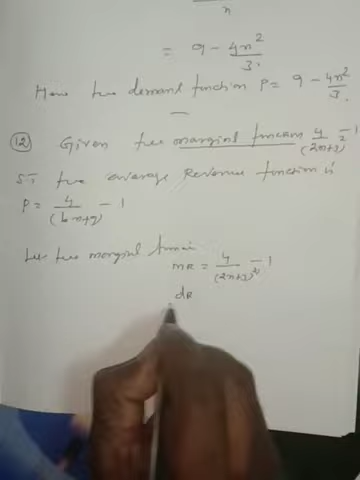 n
= 9 - 4n²/3.
Hence the demand function P = 9 - 4n²/3.
(12) Given the marginal function 4/(2n+3)² - 1
S.T the average Revenue function is
P = 4/(6n+9) - 1
Let the marginal
MR = 4/(2n+3)² - 1
dR